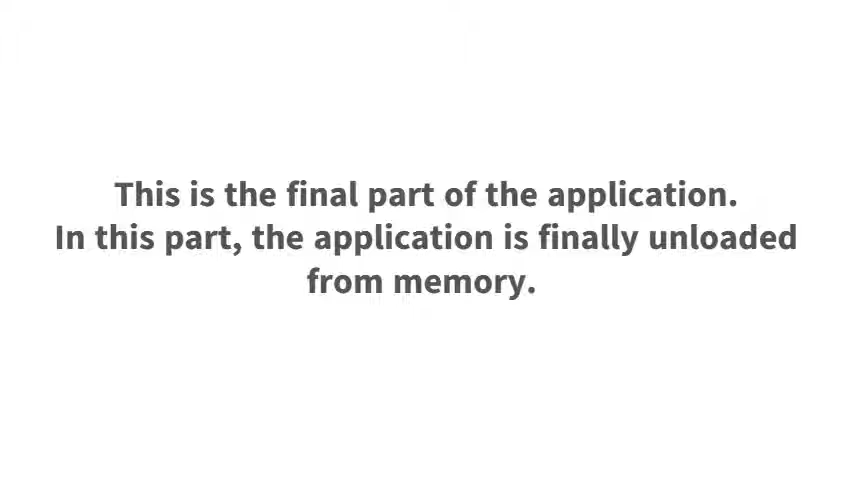 This is the final part of the application.
In this part, the application is finally unloaded
from memory.